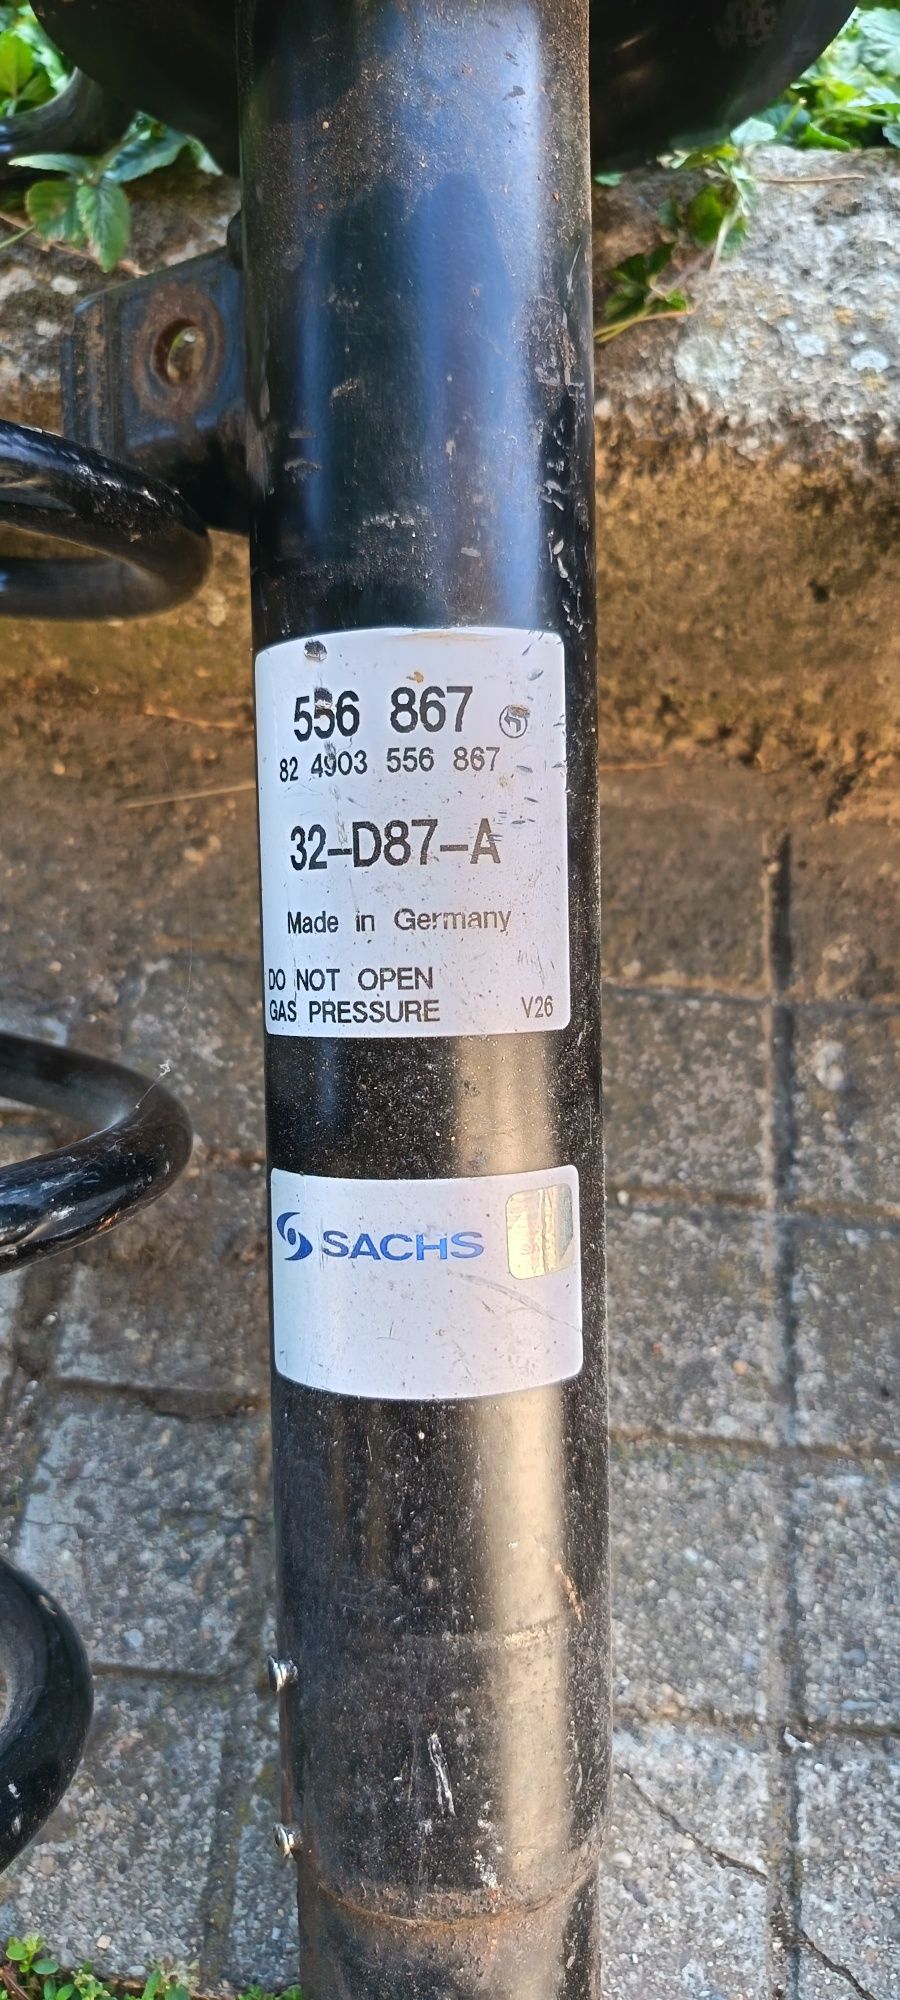 556 867
82 4903 556 867
32-D87-A
Made in Germany
DO NOT OPEN
GAS PRESSURE V26
SACHS